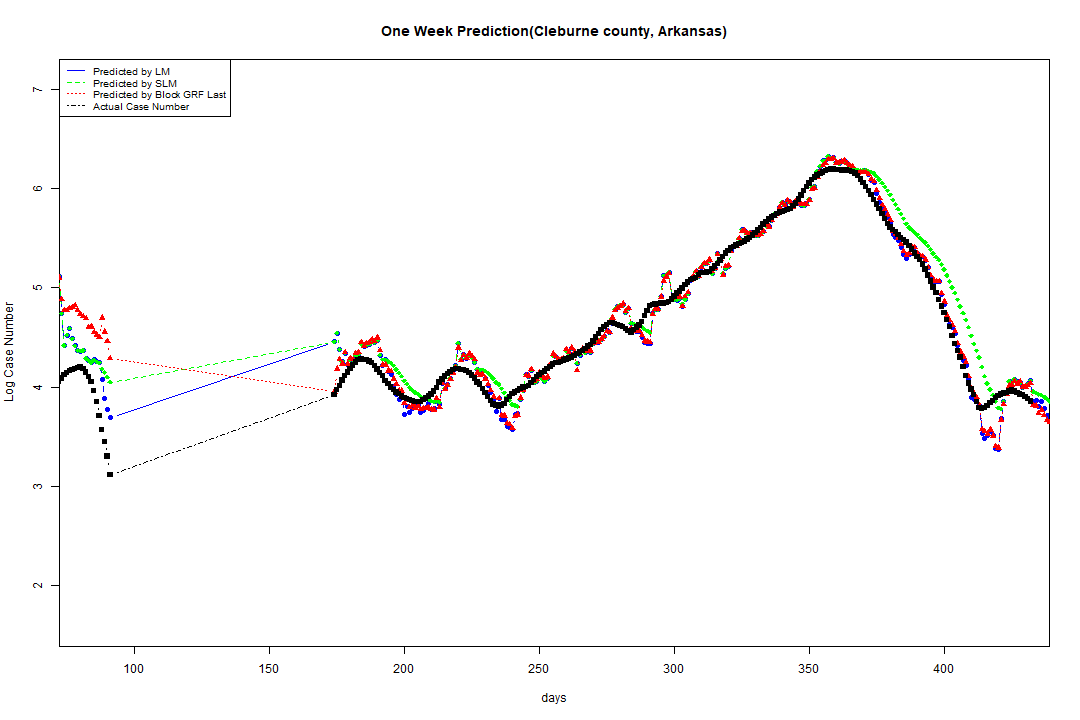 One Week Prediction(Cleburne county, Arkansas)
Predicted by LM
Predicted by SLM
Predicted by Block GRF Last
Actual Case Number
7
6
5
4
3
2
Log Case Number
100 150 200 250 300 350 400
days